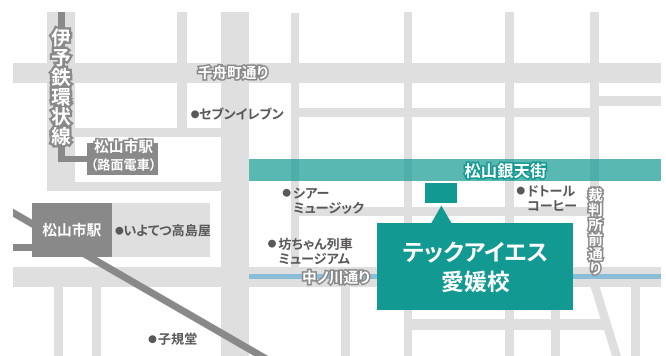 伊予鉄環状線
千舟町通り
●セブンイレブン
松山市駅
(路面電車)
松山銀天街
●シアー
ミュージック
●ドトール
コーヒー
裁判所前通り
松山市駅
●いよてつ高島屋
●坊ちゃん列車
ミュージアム
テックアイエス
愛媛校
中ノ川通り
●子規堂